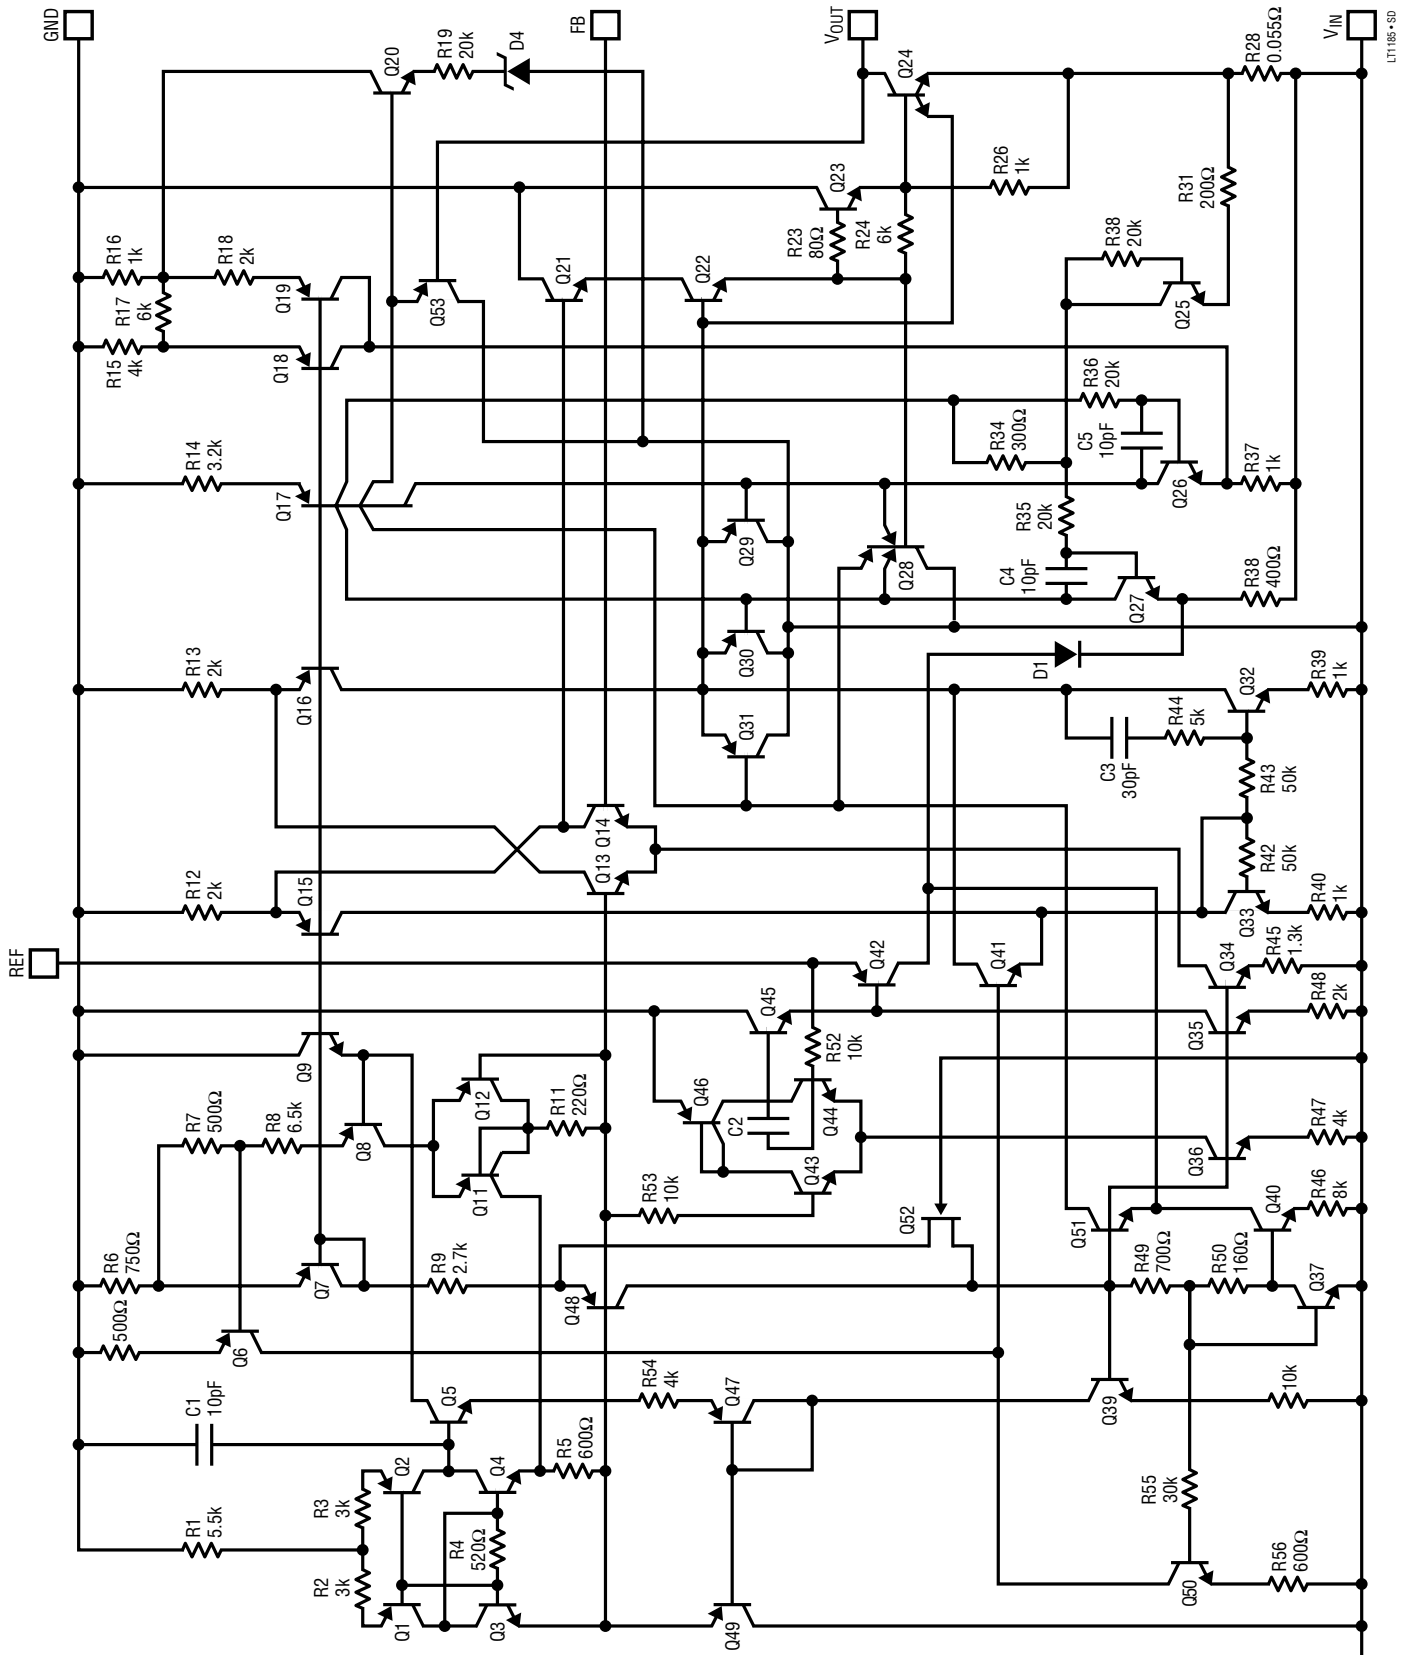 REF
GND
R1
5.5k
C1
10pF
500Ω
R6
750Ω
R7
500Ω
R12
2k
R13
2k
R14
3.2k
R15
4k
R16
1k
R17
6k
R18
2k
R8
6.5k
Q6
Q7
Q9
Q15
Q16
Q17
Q18
Q19
R2
3k
R3
3k
Q8
Q20
Q1
Q2
Q5
R9
2.7k
Q53
R19
20k
R4
520Ω
Q3
Q4
Q11
Q12
D4
R5
600Ω
Q48
R11
220Ω
Q13
Q14
Q21
FB
R54
4k
R53
10k
Q46
Q22
Q49
Q47
C2
Q45
Q31
Q30
Q29
R23
80Ω
Q23
Q43
Q44
R52
10k
Q42
R24
6k
VOUT
Q52
Q28
Q24
Q41
R34
300Ω
R26
1k
C4
10pF
R35
20k
D1
C3
30pF
C5
10pF
R36
20k
R38
20k
Q39
Q51
Q27
R49
700Ω
R55
30k
R44
5k
Q26
Q25
R31
200Ω
Q50
Q36
Q35
Q34
Q33
R42
50k
R43
50k
Q32
R50
160Ω
Q40
R38
400Ω
R37
1k
R28
0.055Ω
R56
600Ω
10k
Q37
R46
8k
R47
4k
R48
2k
R45
1.3k
R40
1k
R39
1k
VIN
LT1185 • SD